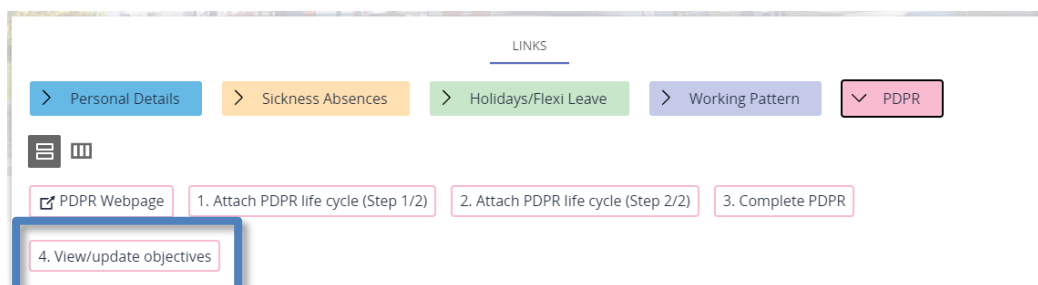 LINKS
Personal Details Sickness Absences Holidays/Flexi Leave Working Pattern PDPR
PDPR Webpage 1. Attach PDPR life cycle (Step 1/2) 2. Attach PDPR life cycle (Step 2/2) 3. Complete PDPR
4. View/update objectives